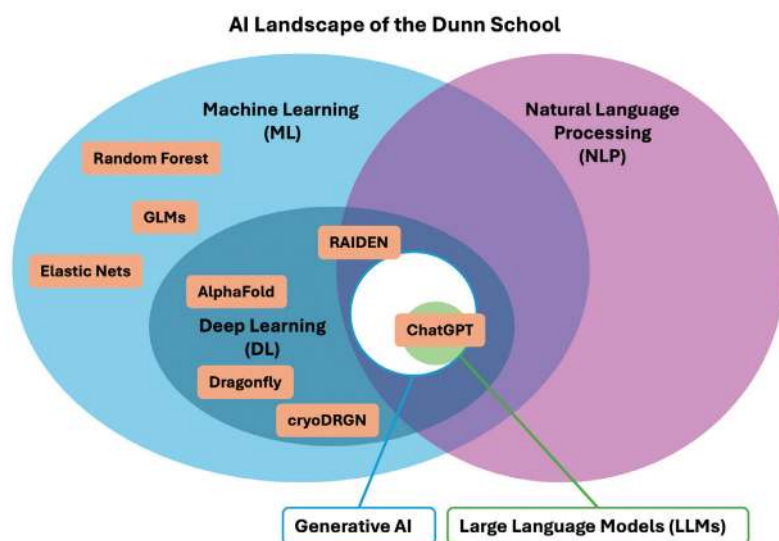 AI Landscape of the Dunn School
Machine Learning
(ML)
Natural Language
Processing
(NLP)
Random Forest
GLMs
RAIDEN
Elastic Nets
AlphaFold
Deep Learning
(DL)
ChatGPT
Dragonfly
cryoDRGN
Generative AI
Large Language Models (LLMs)